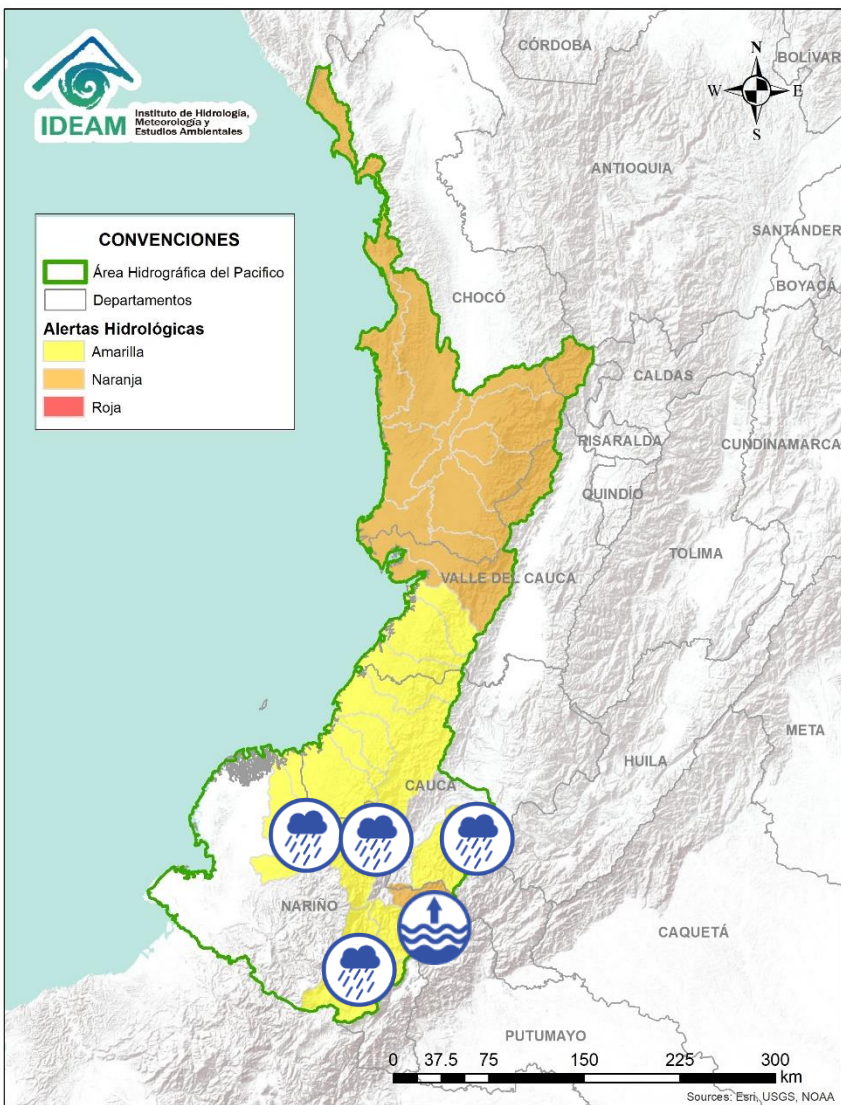 IDEAM
Instituto de Hidrología,
Meteorología y
Estudios Ambientales
CÓRDOBA
BOLÍVAR
N
W
E
S
ANTIOQUIA
SANTANDER
BOYACÁ
CONVENCIONES
Área Hidrográfica del Pacifico
Departamentos
Alertas Hidrológicas
Amarilla
Naranja
Roja
CHOCÓ
CALDAS
RISARALDA
CUNDINAMARCA
QUINDÍO
TOLIMA
VALLE DEL CAUCA
META
HUILA
CAUCA
NARIÑO
CAQUETÁ
PUTUMAYO
0 37.5 75 150 225 300
km
Sources: Esri, USGS, NOAA